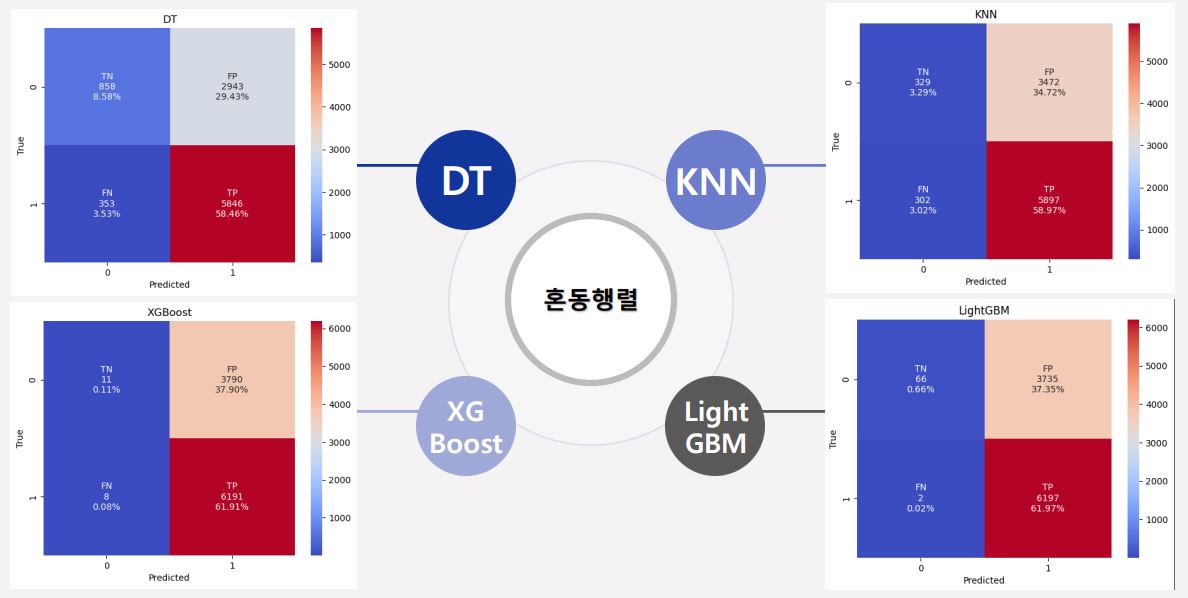 DT
TN
858
8.58%
FP
2943
29.43%
FN
353
3.53%
TP
5846
58.46%
0
1
True
0
1
Predicted
5000
4000
3000
2000
1000
KNN
TN
329
3.29%
FP
3472
34.72%
FN
302
3.02%
TP
5897
58.97%
0
1
True
0
1
Predicted
5000
4000
3000
2000
1000
DT
KNN
혼동행렬
XG
Boost
Light
GBM
XGBoost
TN
11
0.11%
FP
3790
37.90%
FN
8
0.08%
TP
6191
61.91%
0
1
True
0
1
Predicted
6000
5000
4000
3000
2000
1000
LightGBM
TN
66
0.66%
FP
3735
37.35%
FN
2
0.02%
TP
6197
61.97%
0
1
True
0
1
Predicted
6000
5000
4000
3000
2000
1000